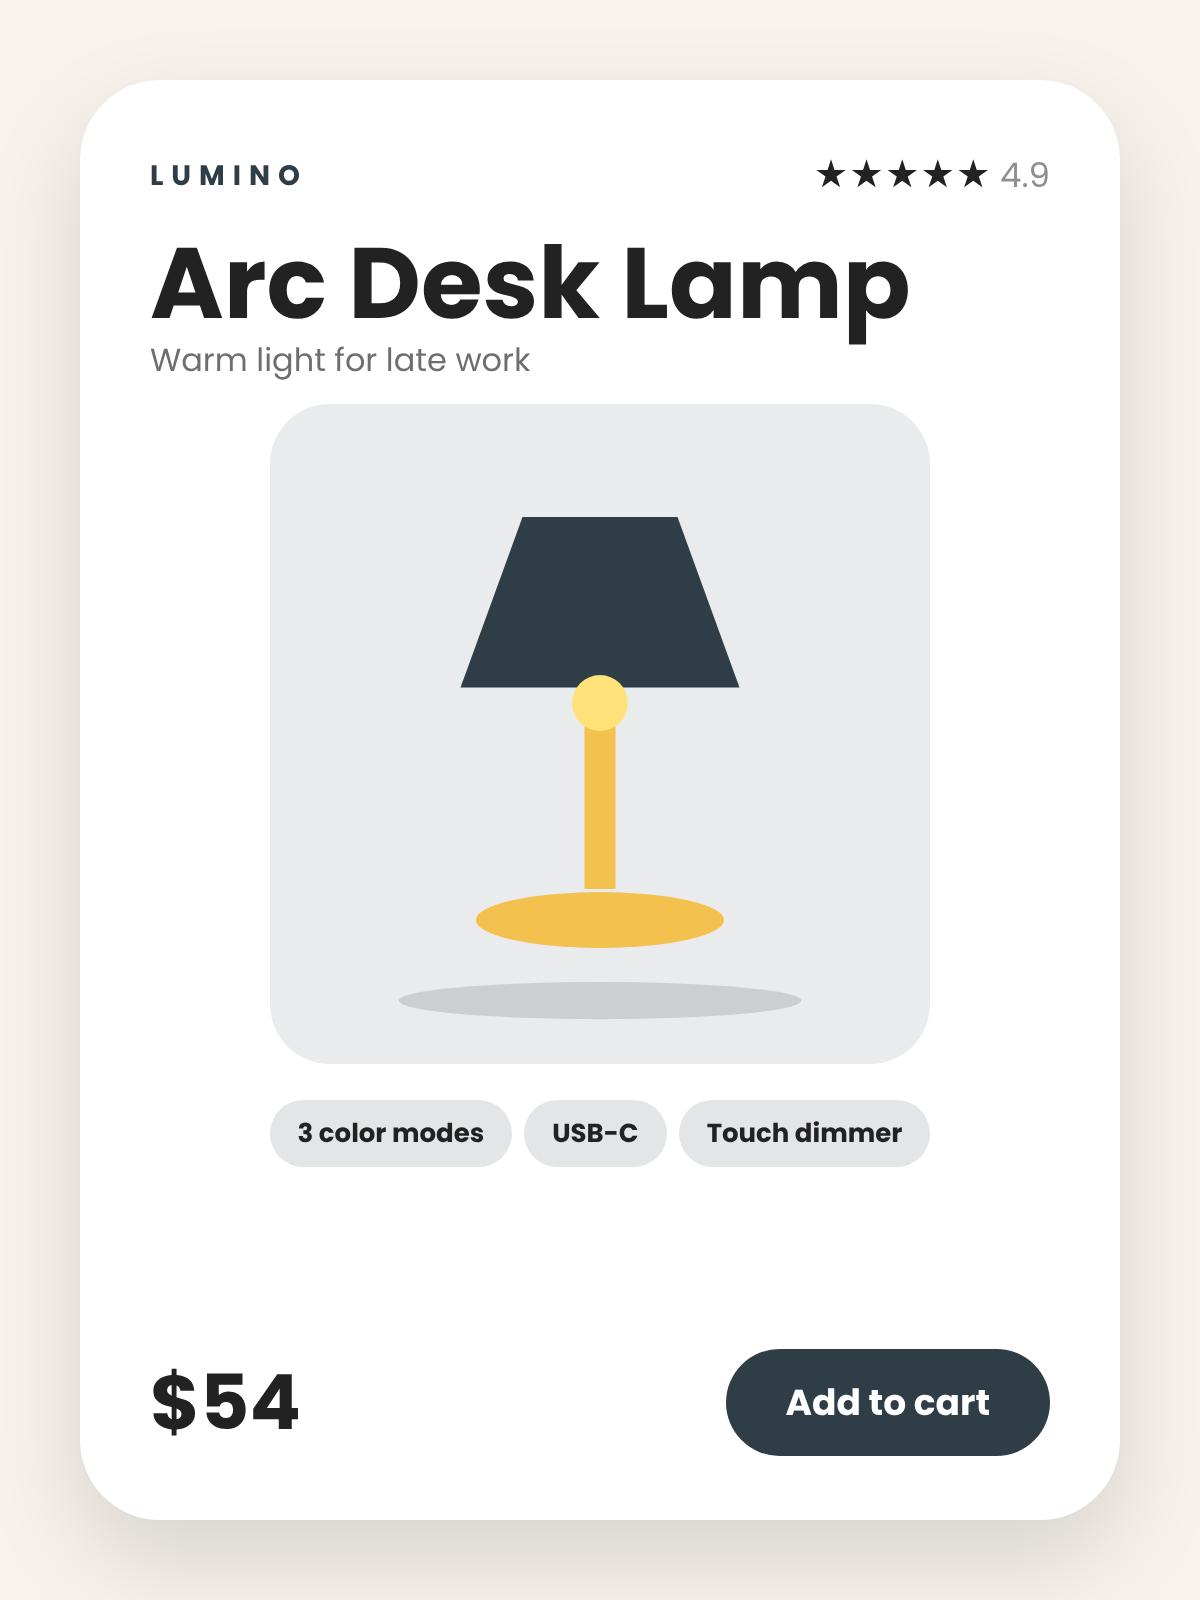 LUMINO
★★★★★ 4.9
Arc Desk Lamp
Warm light for late work
3 color modes
USB-C
Touch dimmer
$54
Add to cart